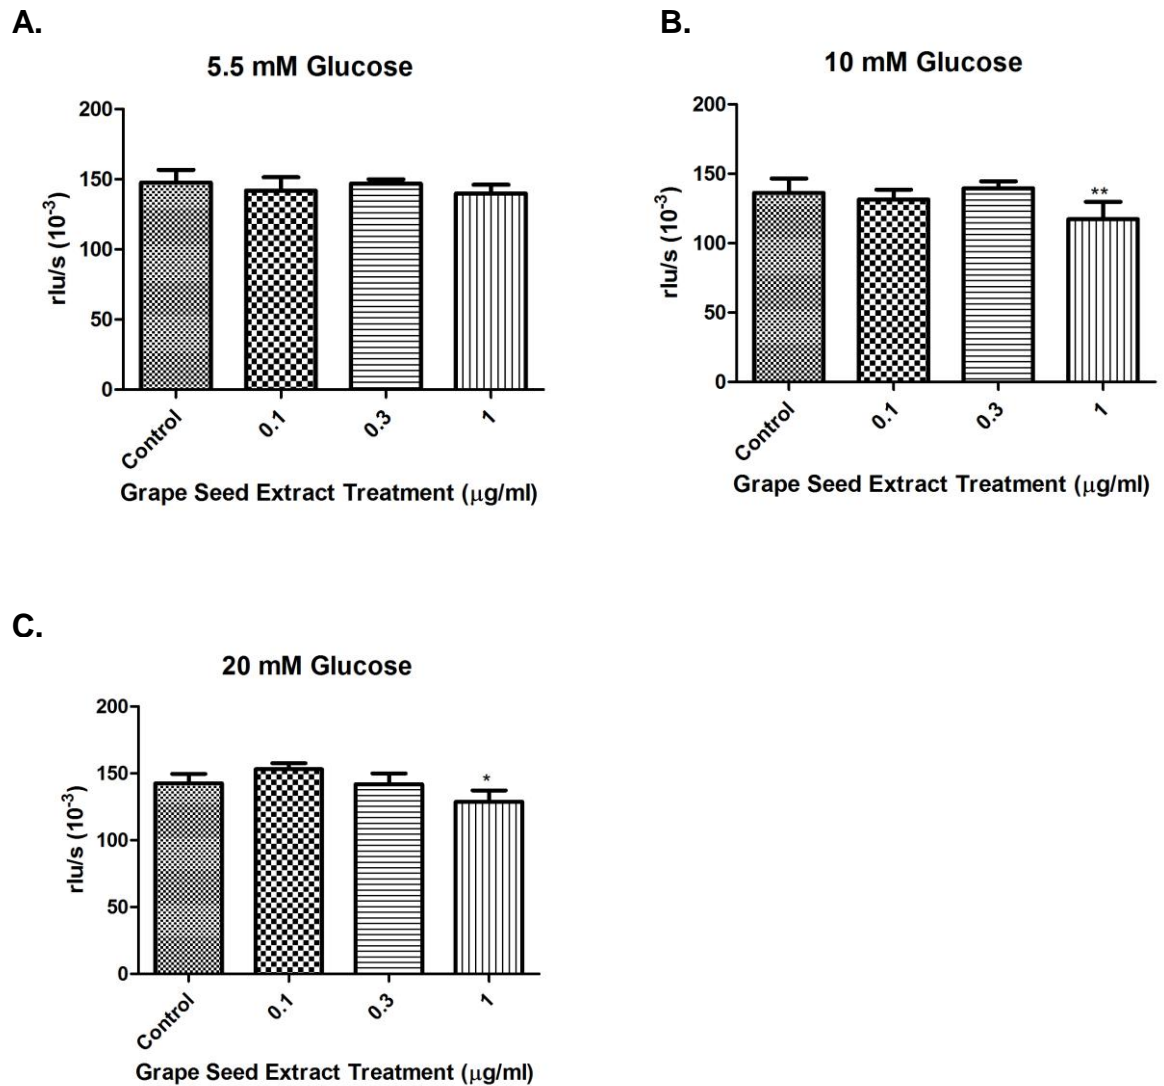 A.
5.5 mM Glucose
200
150
100
50
0
rlu/s (10⁻³)
Control
0.1
0.3
1
Grape Seed Extract Treatment (μg/ml)
B.
10 mM Glucose
200
150
100
50
0
rlu/s (10⁻³)
**
Control
0.1
0.3
1
Grape Seed Extract Treatment (μg/ml)
C.
20 mM Glucose
200
150
100
50
0
rlu/s (10⁻³)
*
Control
0.1
0.3
1
Grape Seed Extract Treatment (μg/ml)